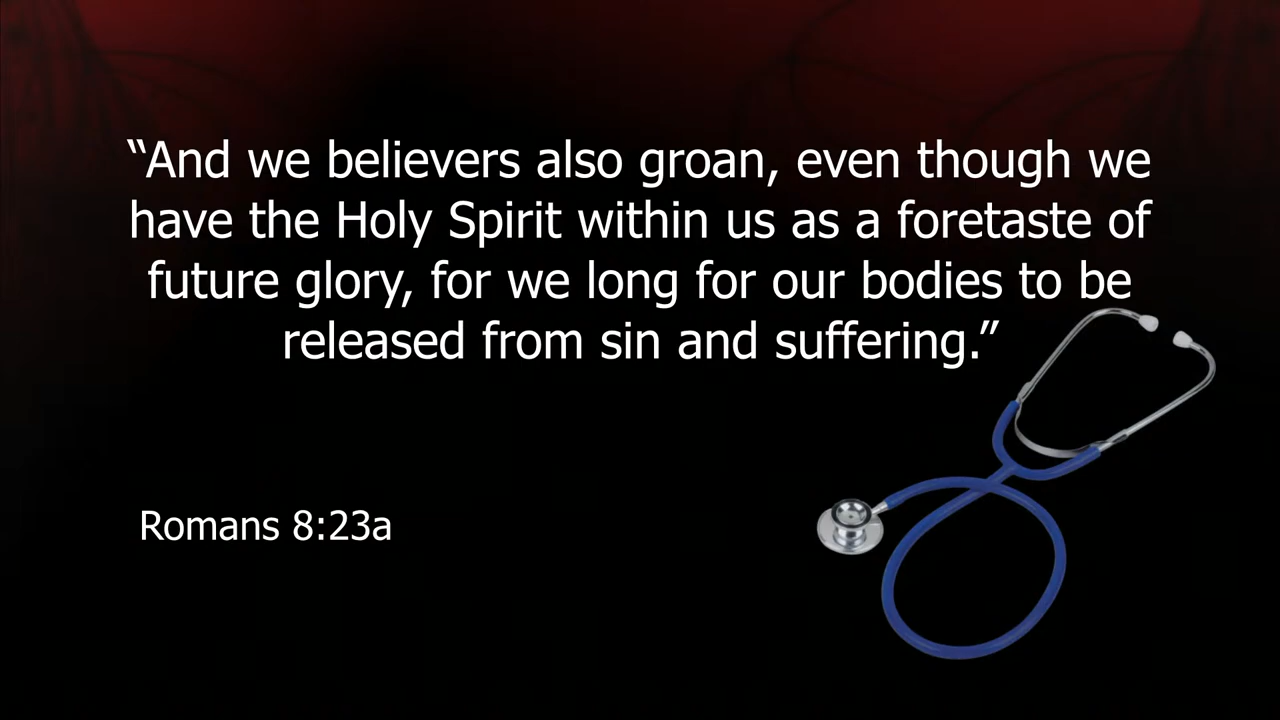 “And we believers also groan, even though we
have the Holy Spirit within us as a foretaste of
future glory, for we long for our bodies to be
released from sin and suffering.”
Romans 8:23a